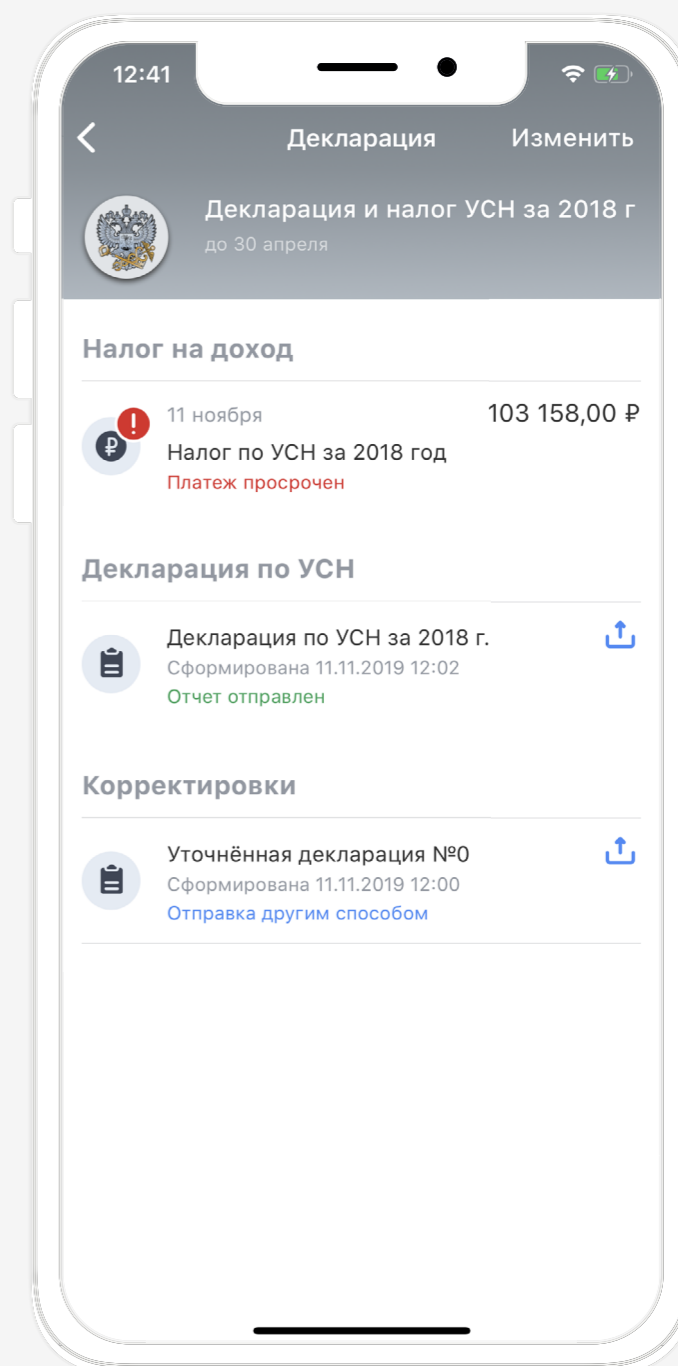 12:41
Декларация
Изменить
Декларация и налог УСН за 2018 г
до 30 апреля
Налог на доход
11 ноября
103 158,00 ₽
Налог по УСН за 2018 год
Платеж просрочен
Декларация по УСН
Декларация по УСН за 2018 г.
Сформирована 11.11.2019 12:02
Отчет отправлен
Корректировки
Уточнённая декларация №0
Сформирована 11.11.2019 12:00
Отправка другим способом